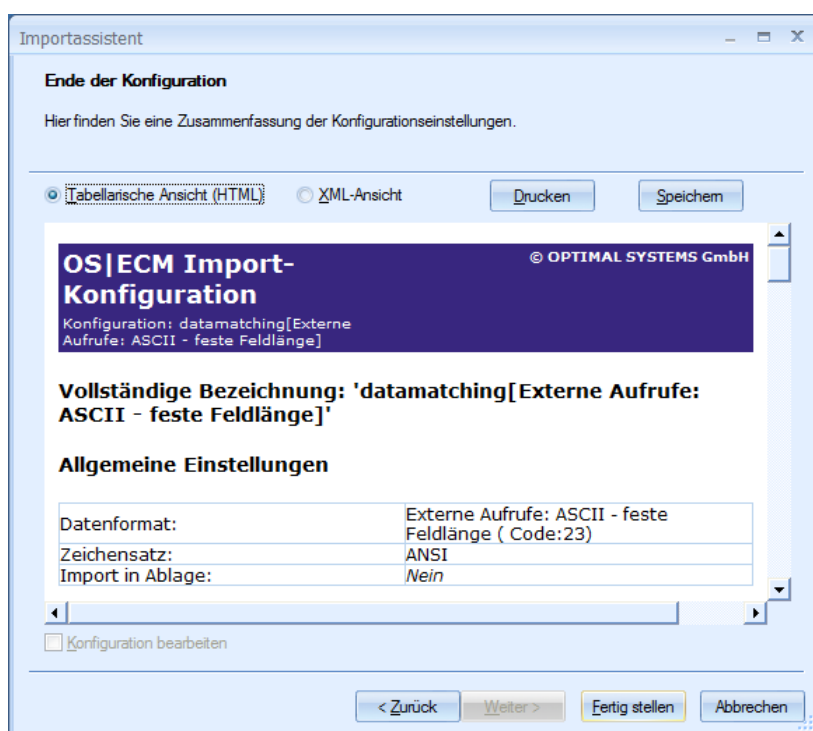 Importassistent
Ende der Konfiguration
Hier finden Sie eine Zusammenfassung der Konfigurationseinstellungen.
Tabellarische Ansicht (HTML)
XML-Ansicht
Drucken
Speichern
OS|ECM Import-
Konfiguration
© OPTIMAL SYSTEMS GmbH
Konfiguration: datamatching[Externe
Aufrufe: ASCII - feste Feldlänge]
Vollständige Bezeichnung: 'datamatching[Externe Aufrufe:
ASCII - feste Feldlänge]'
Allgemeine Einstellungen
Datenformat:
Externe Aufrufe: ASCII - feste
Feldlänge ( Code:23)
Zeichensatz:
ANSI
Import in Ablage:
Nein
Konfiguration bearbeiten
< Zurück
Weiter >
Fertig stellen
Abbrechen